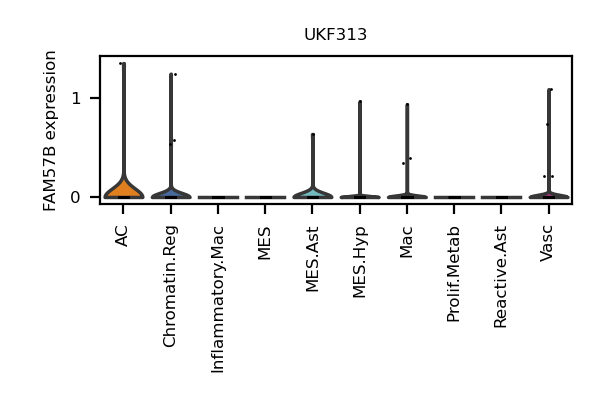 UKF313
FAM57B expression
1
0
AC
Chromatin.Reg
Inflammatory.Mac
MES
MES.Ast
MES.Hyp
Mac
Prolif.Metab
Reactive.Ast
Vasc